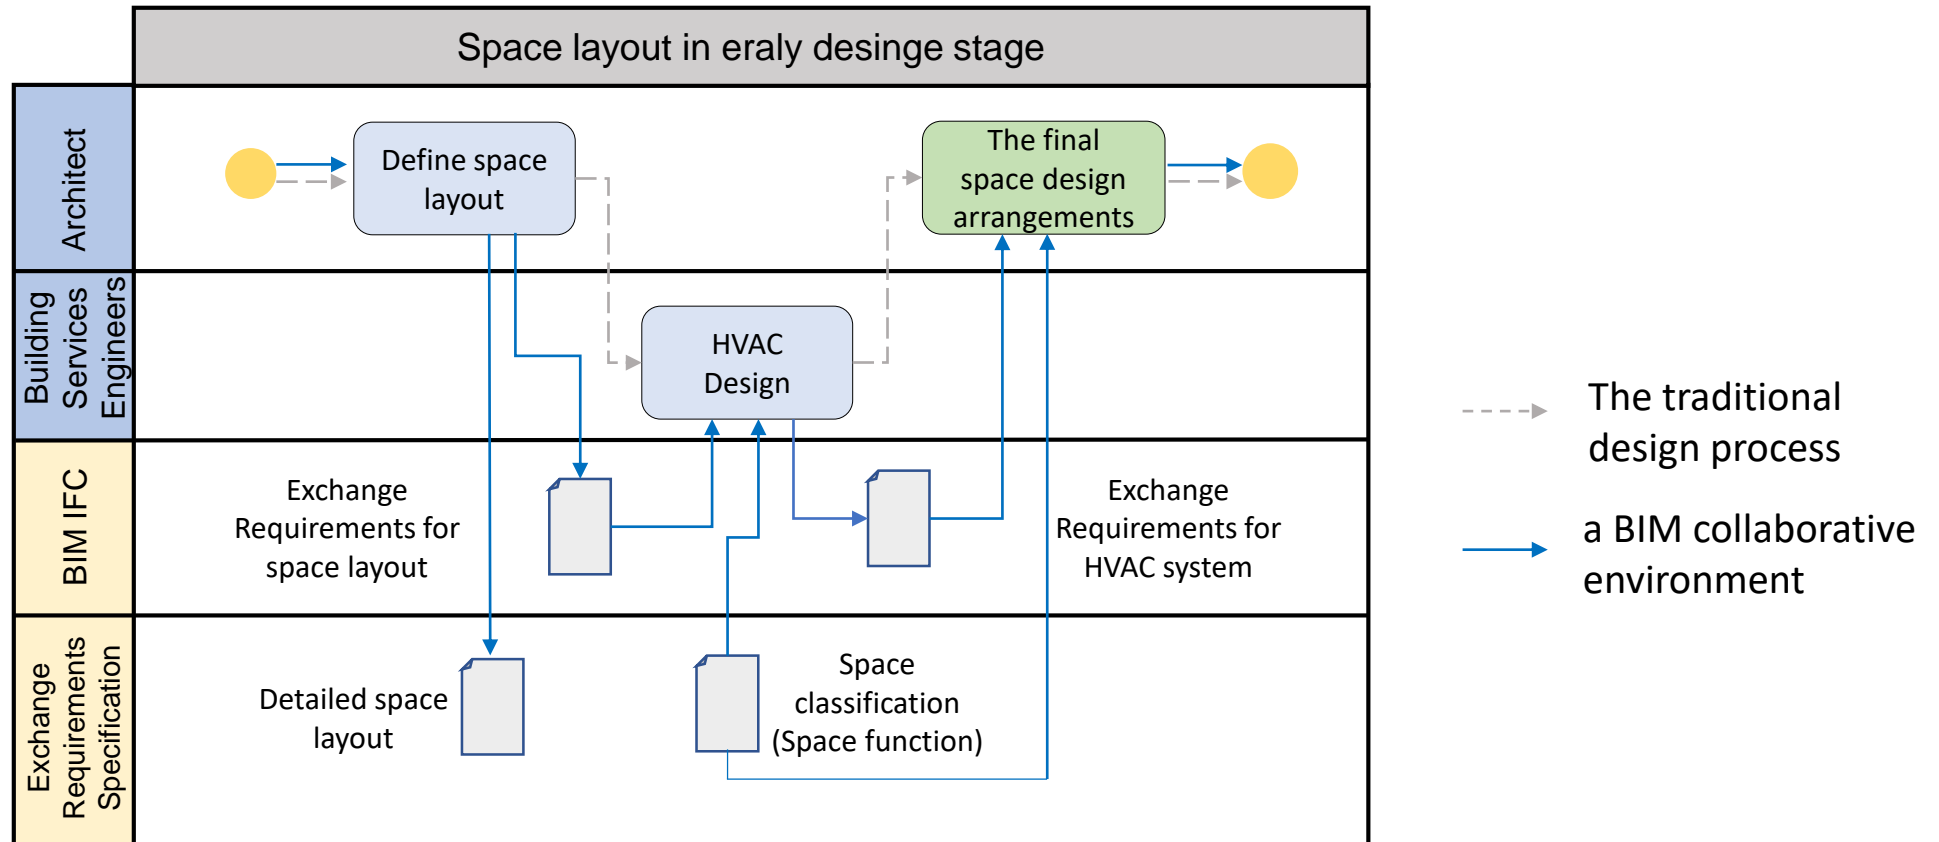 Space layout in eraly desinge stage
Architect
Define space
layout
The final
space design
arrangements
Building
Services
Engineers
HVAC
Design
BIM IFC
Exchange
Requirements for
space layout
Exchange
Requirements for
HVAC system
Exchange
Requirements
Specification
Detailed space
layout
Space
classification
(Space function)
The traditional
design process
a BIM collaborative
environment